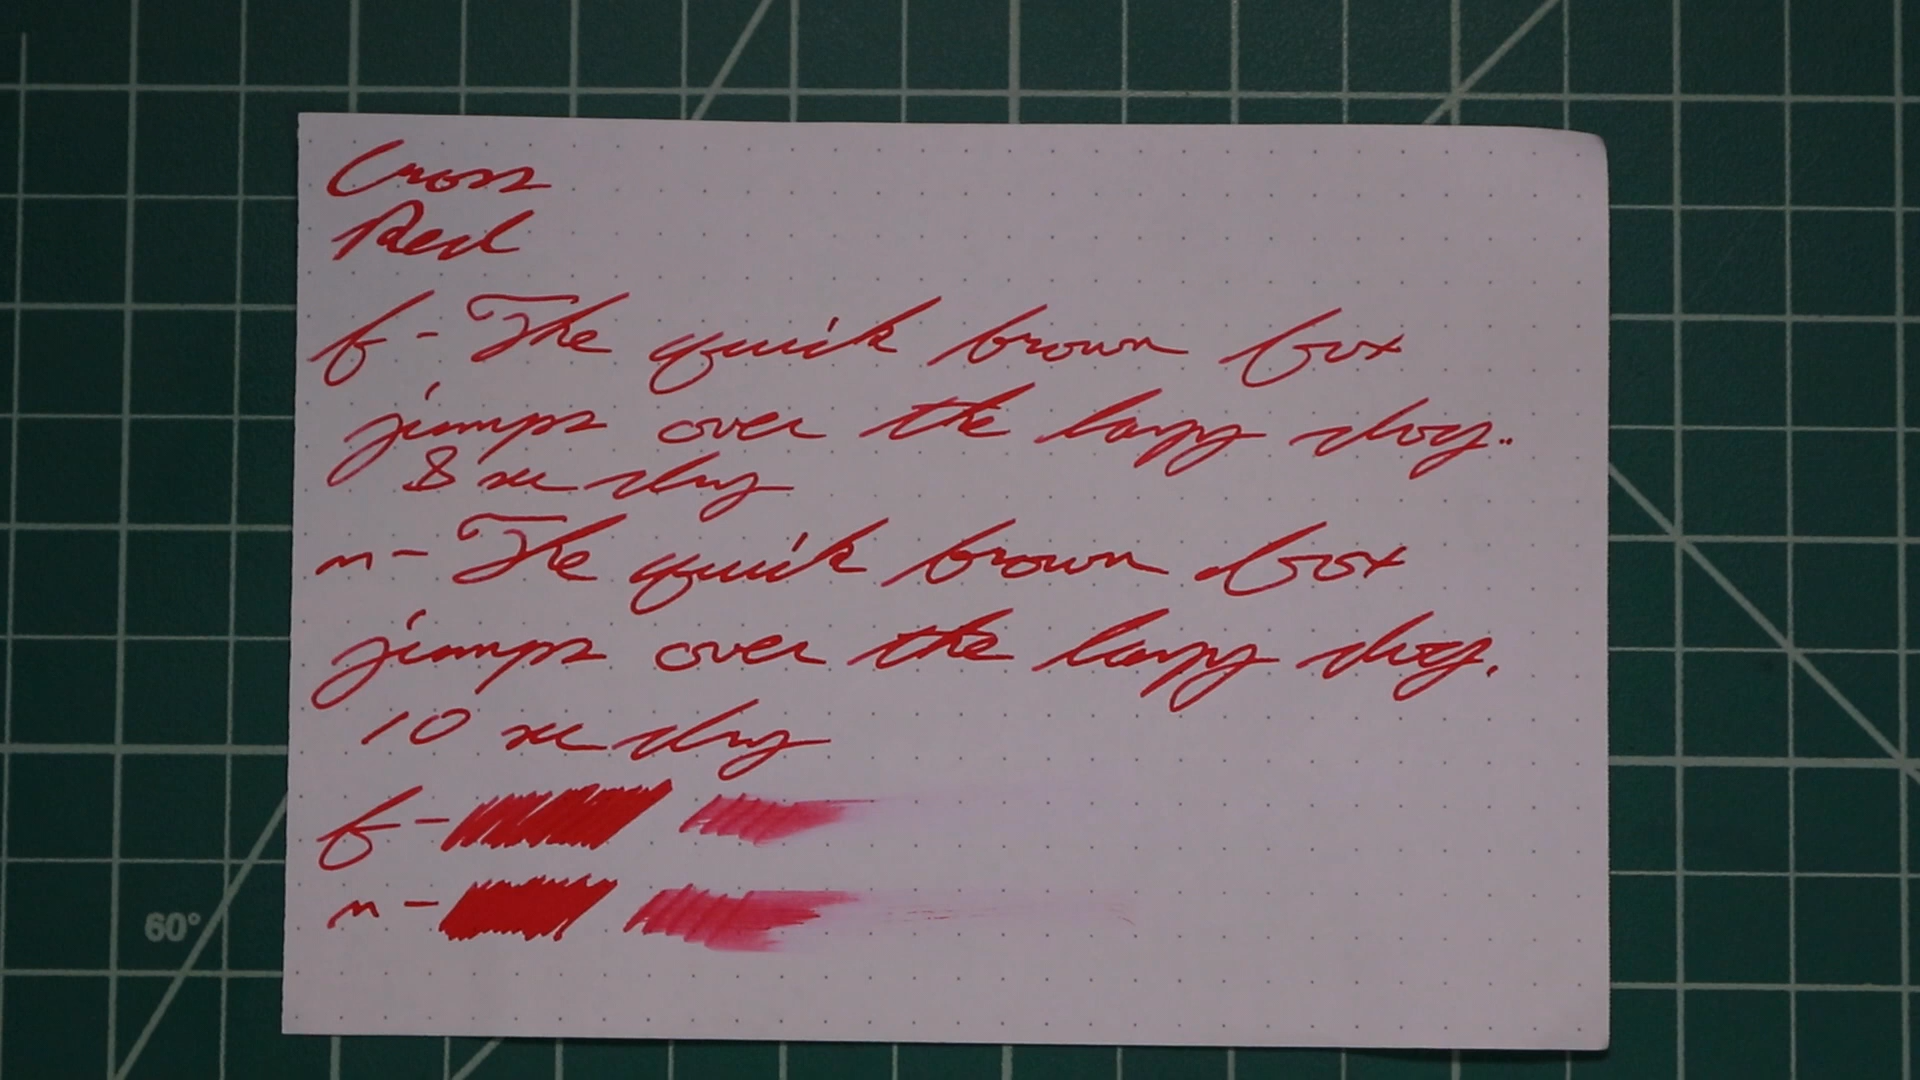 Cross
Red
f - The quick brown fox
jumps over the lazy dog..
8 sec dry
m - The quick brown fox
jumps over the lazy dog.
10 sec dry
f -
m -
60°